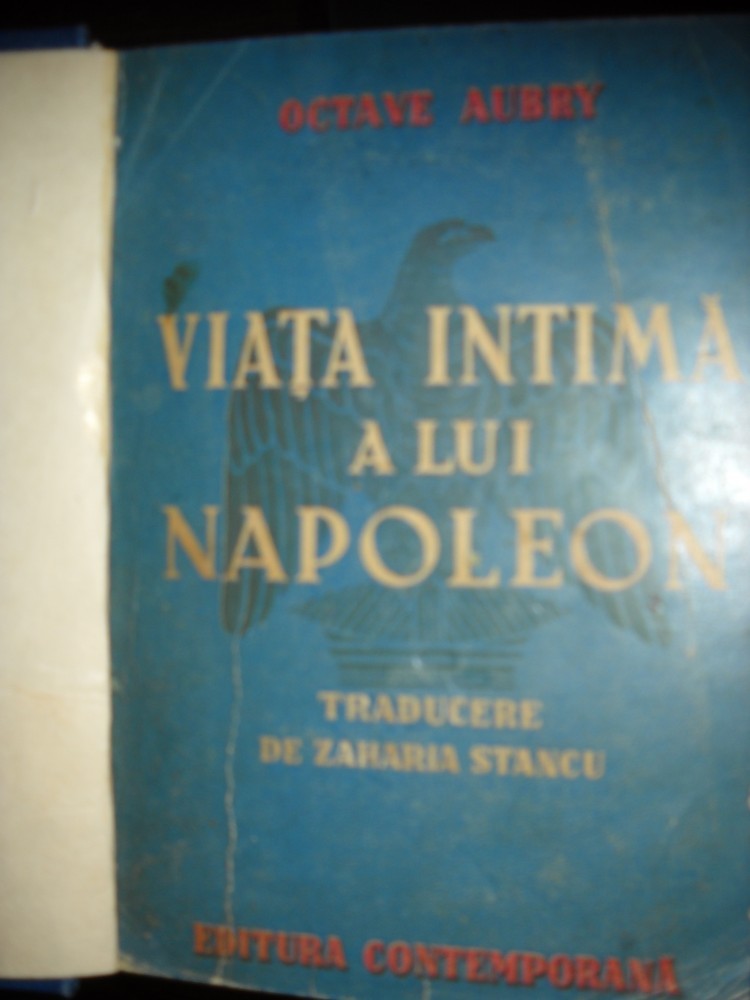 OCTAVE AUBRY
VIAȚA INTIMĂ
A LUI
NAPOLEON
TRADUCERE
DE ZAHARIA STANCU
EDITURA CONTEMPORANĂ